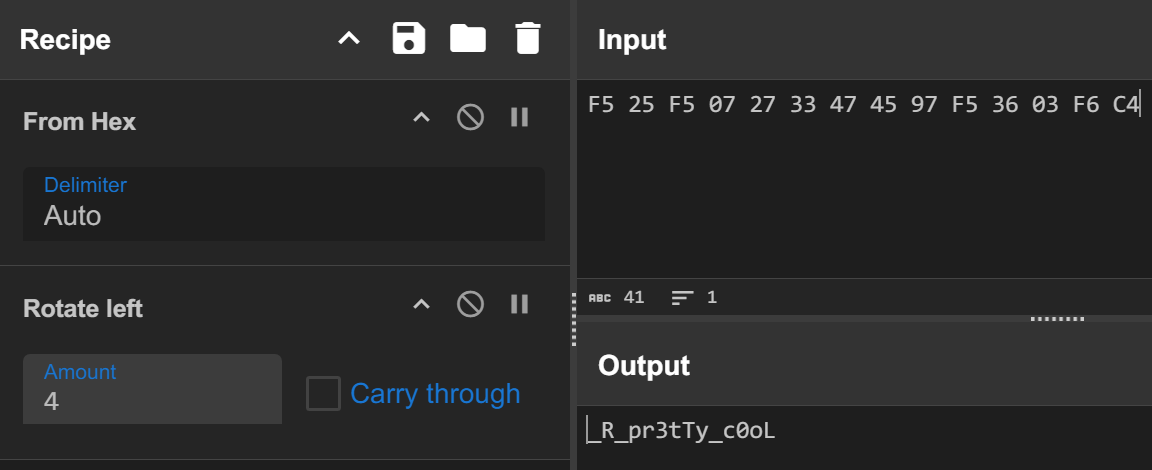 Recipe
From Hex
Delimiter
Auto
Rotate left
Amount
4
Carry through
Input
F5 25 F5 07 27 33 47 45 97 F5 36 03 F6 C4
ABC 41 1
Output
_R_pr3tTy_c0oL